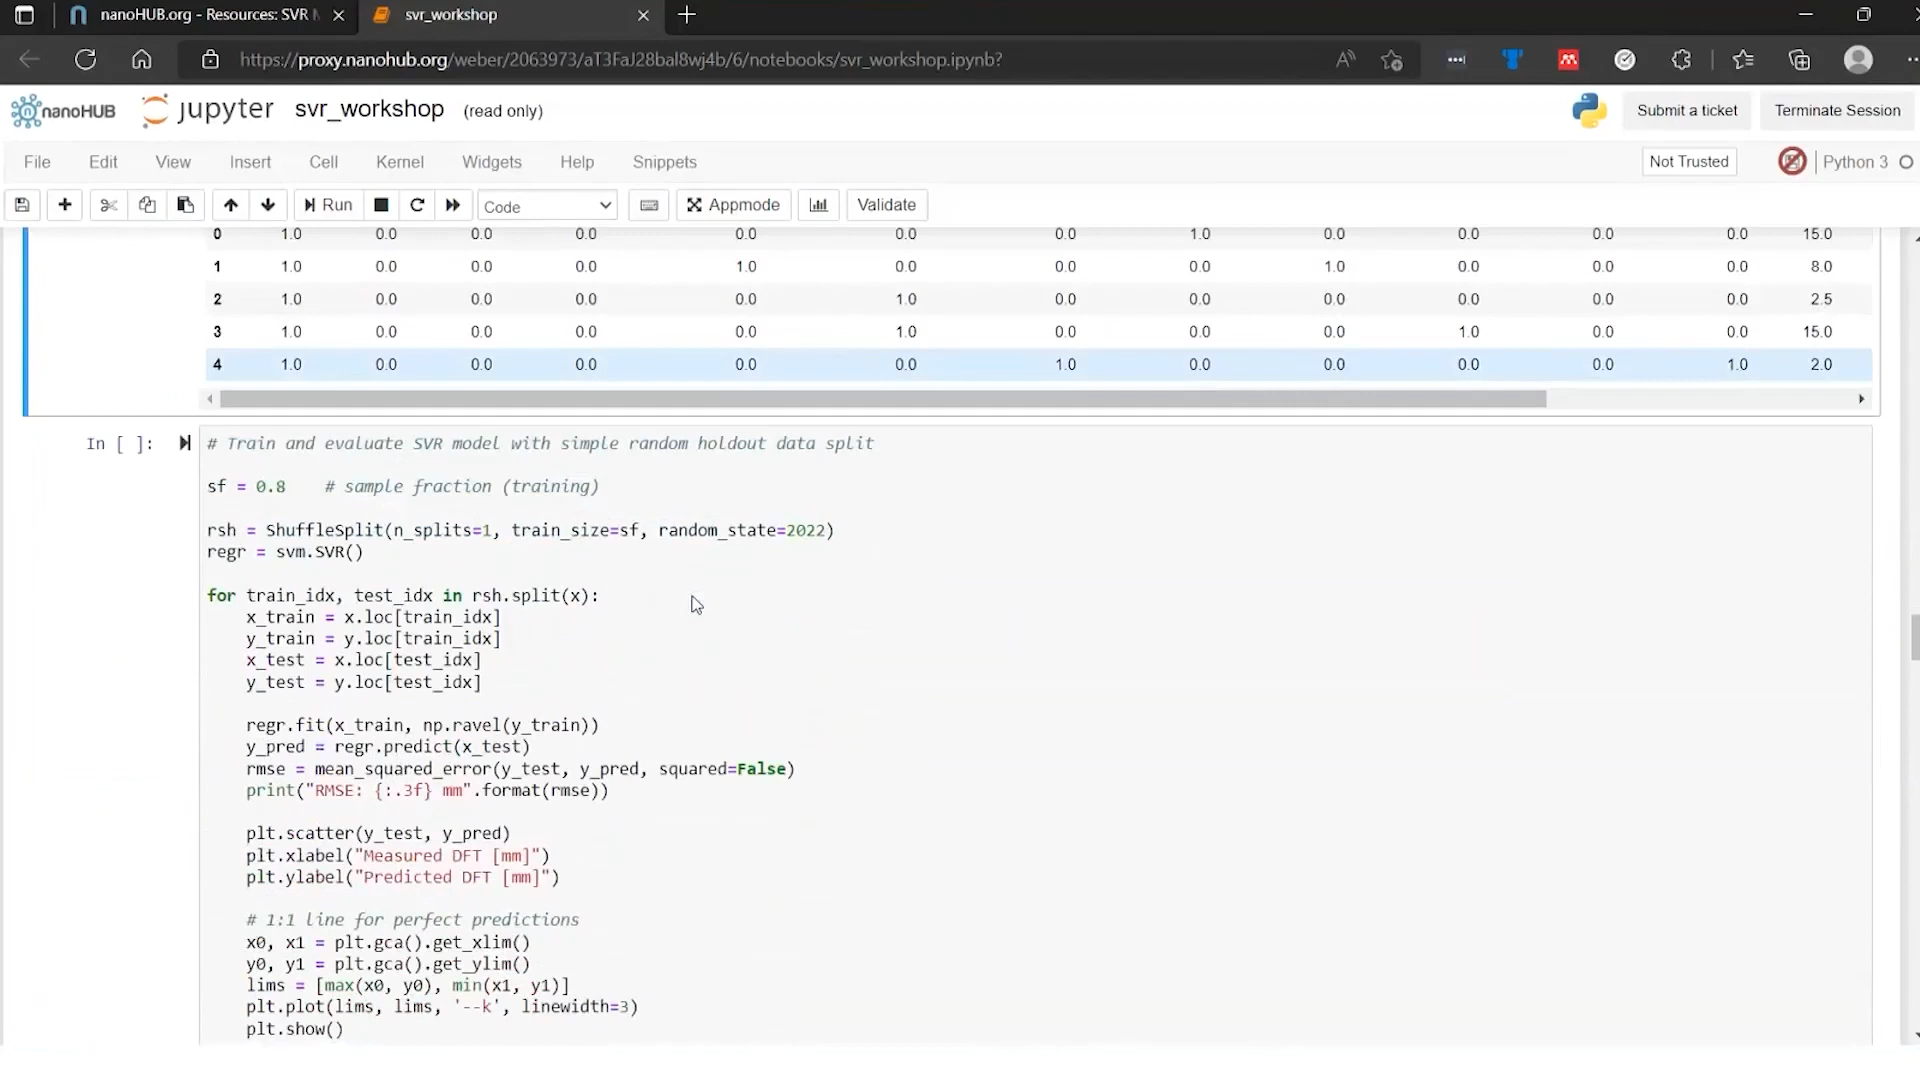 nanoHUB.org - Resources: SVR
svr_workshop
https://proxy.nanohub.org/weber/2063973/aT3FaJ28bal8wj4b/6/notebooks/svr_workshop.ipynb?
nanoHUB jupyter svr_workshop (read only) Submit a ticket Terminate Session
File Edit View Insert Cell Kernel Widgets Help Snippets Not Trusted Python 3
Run Code Appmode Validate
0 1.0 0.0 0.0 0.0 0.0 0.0 0.0 1.0 0.0 0.0 0.0 0.0 15.0
1 1.0 0.0 0.0 0.0 1.0 0.0 0.0 0.0 1.0 0.0 0.0 0.0 8.0
2 1.0 0.0 0.0 0.0 0.0 1.0 0.0 0.0 0.0 0.0 0.0 0.0 2.5
3 1.0 0.0 0.0 0.0 0.0 1.0 0.0 0.0 0.0 1.0 0.0 0.0 15.0
4 1.0 0.0 0.0 0.0 0.0 0.0 1.0 0.0 0.0 0.0 0.0 1.0 2.0
In [ ]: # Train and evaluate SVR model with simple random holdout data split
sf = 0.8 # sample fraction (training)
rsh = ShuffleSplit(n_splits=1, train_size=sf, random_state=2022)
regr = svm.SVR()
for train_idx, test_idx in rsh.split(x):
x_train = x.loc[train_idx]
y_train = y.loc[train_idx]
x_test = x.loc[test_idx]
y_test = y.loc[test_idx]
regr.fit(x_train, np.ravel(y_train))
y_pred = regr.predict(x_test)
rmse = mean_squared_error(y_test, y_pred, squared=False)
print("RMSE: {:.3f} mm".format(rmse))
plt.scatter(y_test, y_pred)
plt.xlabel("Measured DFT [mm]")
plt.ylabel("Predicted DFT [mm]")
# 1:1 line for perfect predictions
x0, x1 = plt.gca().get_xlim()
y0, y1 = plt.gca().get_ylim()
lims = [max(x0, y0), min(x1, y1)]
plt.plot(lims, lims, '--k', linewidth=3)
plt.show()